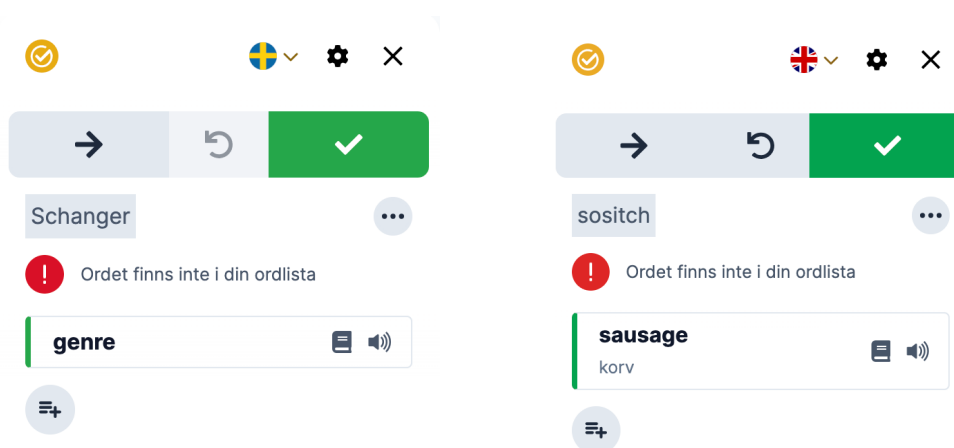 Schanger
Ordet finns inte i din ordlista
genre
sositch
Ordet finns inte i din ordlista
sausage
korv